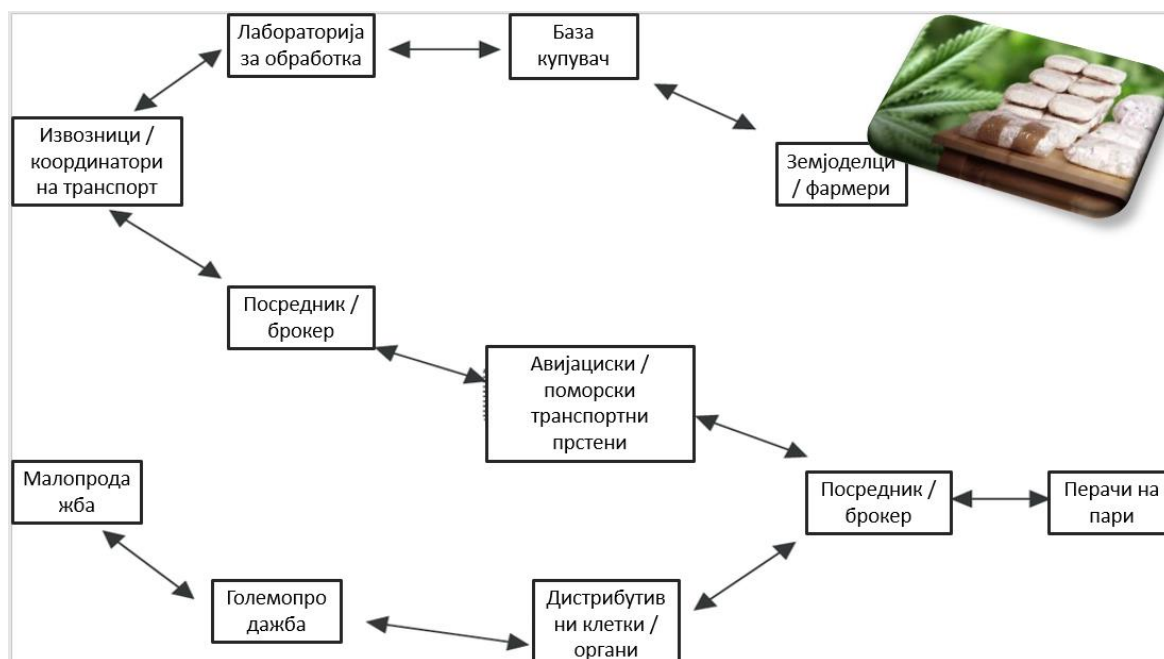 Лабораторија
за обработка
База
купувач
Извозници /
координатори
на транспорт
Земјоделци
/ фармери
Посредник /
брокер
Авијациски /
поморски
транспортни
прстени
Малопрода
жба
Посредник /
брокер
Перачи на
пари
Големопро
дажба
Дистрибутив
ни клетки /
органи